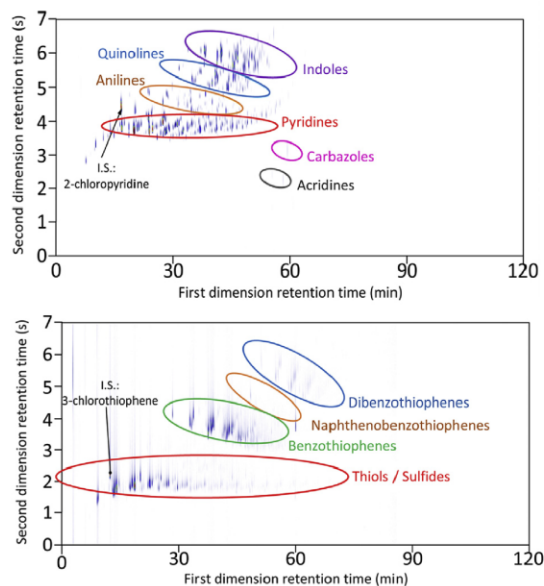 Second dimension retention time (s)
7
6
5
4
3
2
1
0
Quinolines
Indoles
Anilines
Pyridines
I.S.:
2-chloropyridine
Carbazoles
Acridines
0
30
60
90
120
First dimension retention time (min)
Second dimension retention time (s)
7
6
5
4
3
2
1
0
I.S.:
3-chlorothiophene
Dibenzothiophenes
Naphthenobenzothiophenes
Benzothiophenes
Thiols / Sulfides
0
30
60
90
120
First dimension retention time (min)